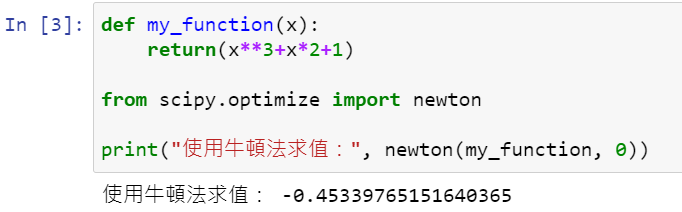 In [3]: def my_function(x):
    return(x**3+x*2+1)
from scipy.optimize import newton
print("使用牛頓法求值：", newton(my_function, 0))
使用牛頓法求值： -0.45339765151640365